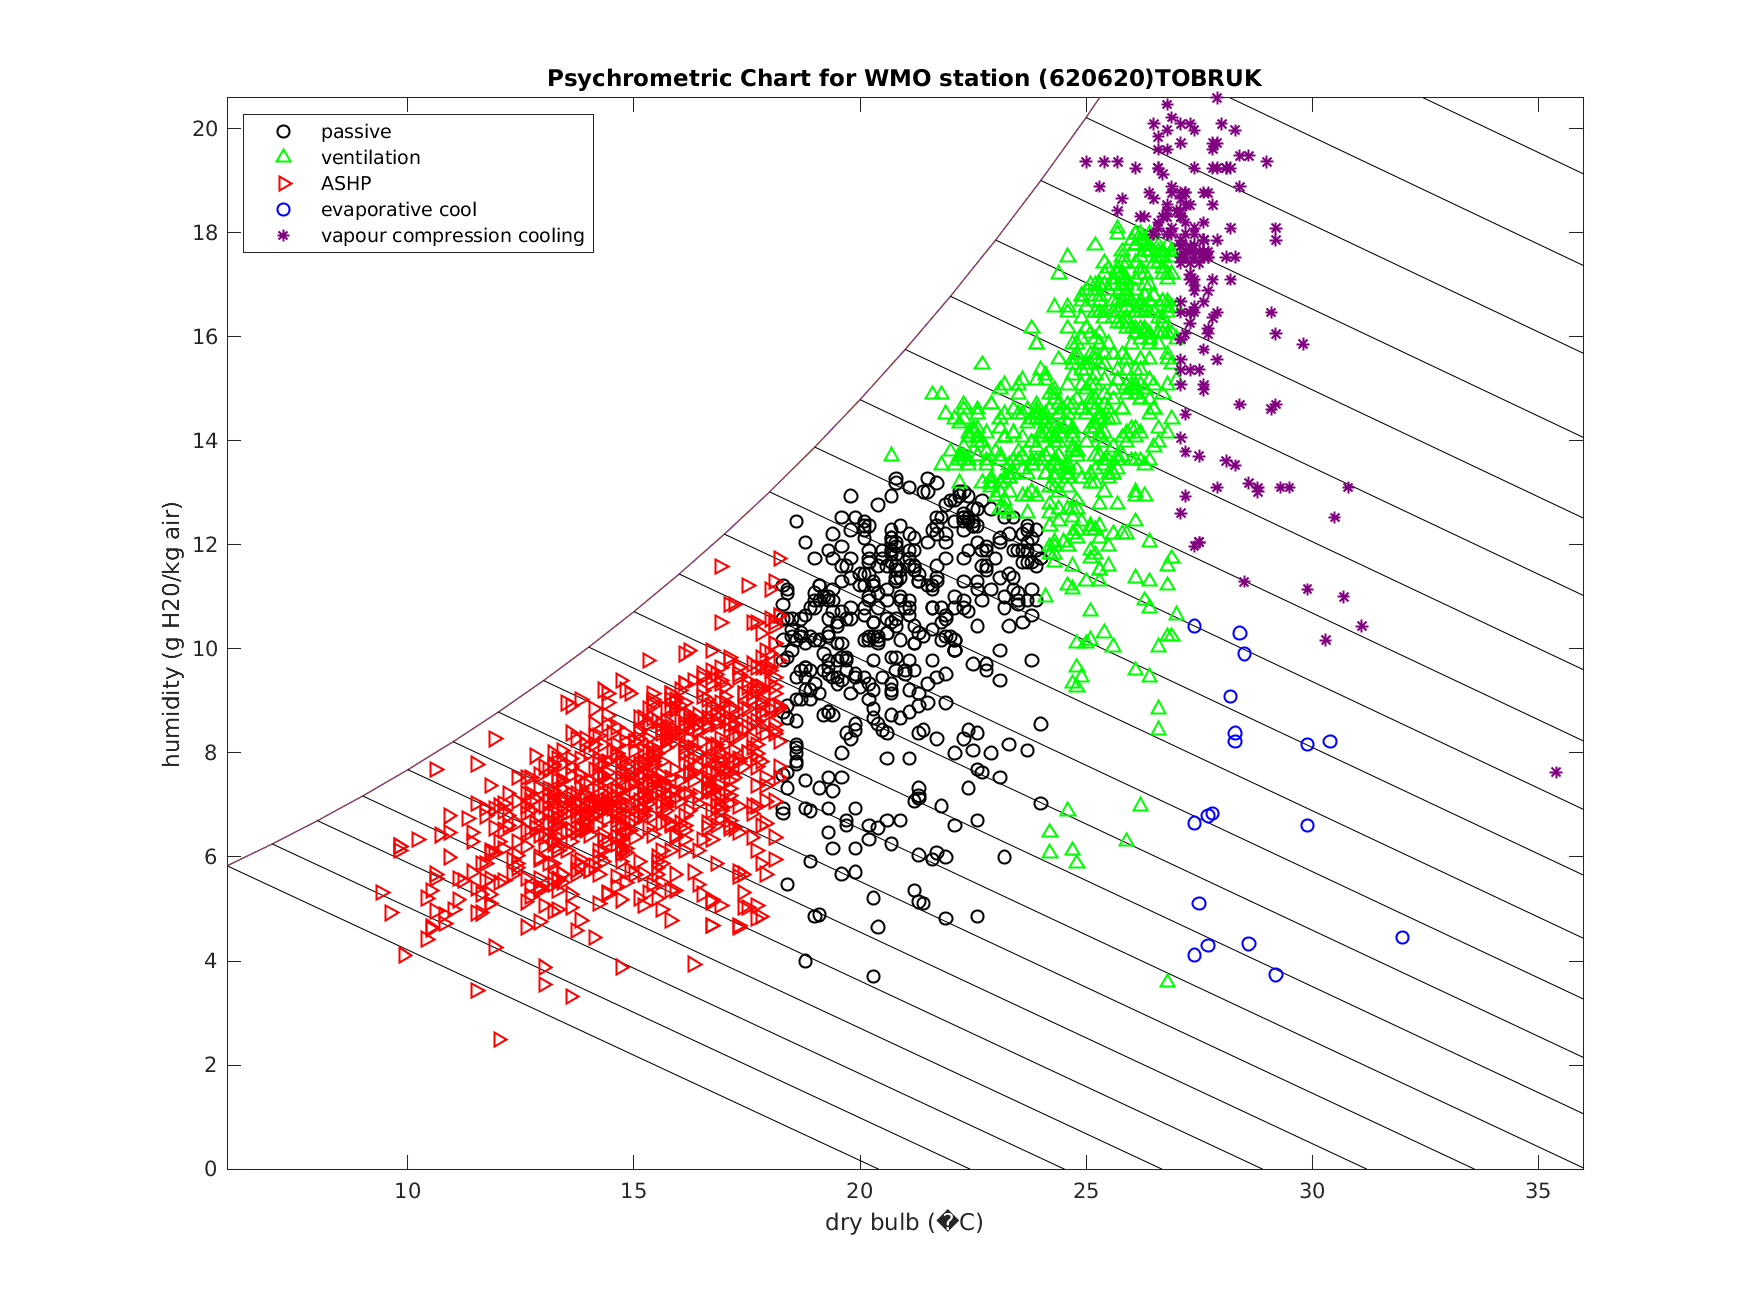 Psychrometric Chart for WMO station (620620)TOBRUK
passive
ventilation
ASHP
evaporative cool
vapour compression cooling
humidity (g H20/kg air)
20
18
16
14
12
10
8
6
4
2
0
10 15 20 25 30 35
dry bulb (�C)